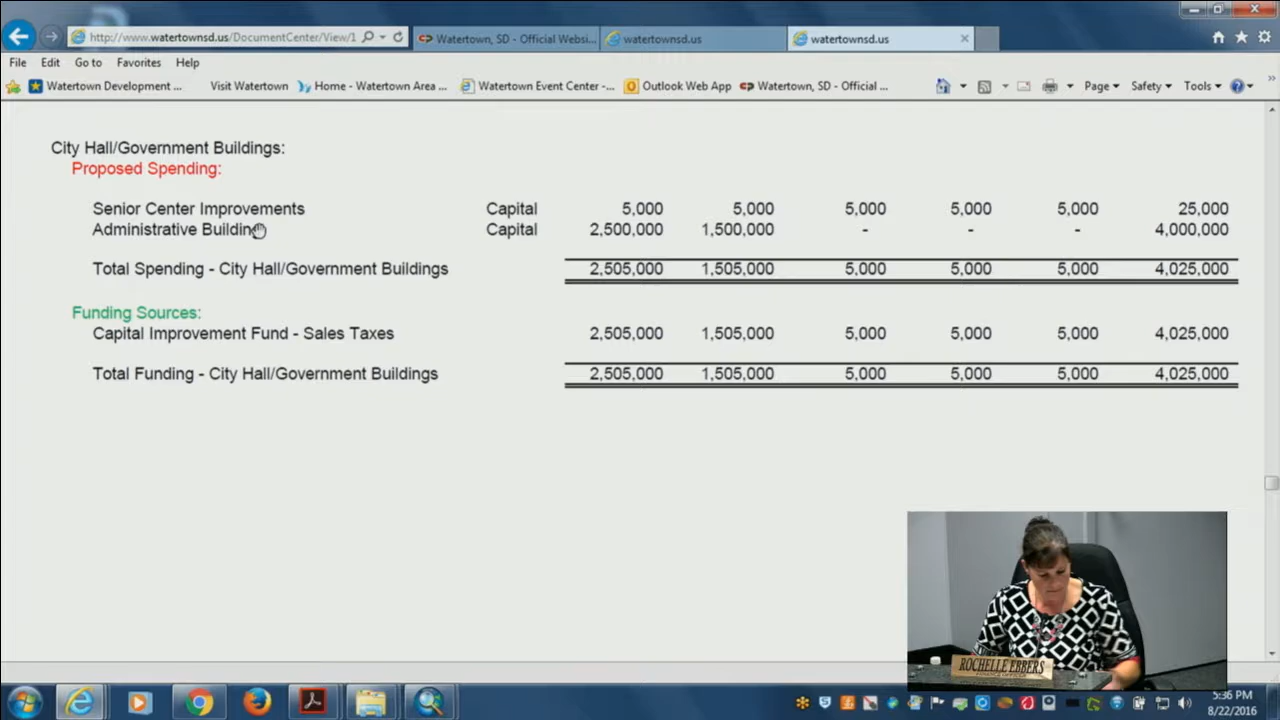 http://www.watertownsd.us/DocumentCenter/View/1
Watertown, SD - Official Websi...
watertownsd.us
watertownsd.us
File Edit Go to Favorites Help
Watertown Development ... Visit Watertown Home - Watertown Area ... Watertown Event Center -... Outlook Web App Watertown, SD - Official ... Page Safety Tools
City Hall/Government Buildings:
Proposed Spending:
Senior Center Improvements Capital 5,000 5,000 5,000 5,000 5,000 25,000
Administrative Building Capital 2,500,000 1,500,000 - - - 4,000,000
Total Spending - City Hall/Government Buildings 2,505,000 1,505,000 5,000 5,000 5,000 4,025,000
Funding Sources:
Capital Improvement Fund - Sales Taxes 2,505,000 1,505,000 5,000 5,000 5,000 4,025,000
Total Funding - City Hall/Government Buildings 2,505,000 1,505,000 5,000 5,000 5,000 4,025,000
ROCHELLE EBBERS
FINANCE OFFICER
5:36 PM
8/22/2016